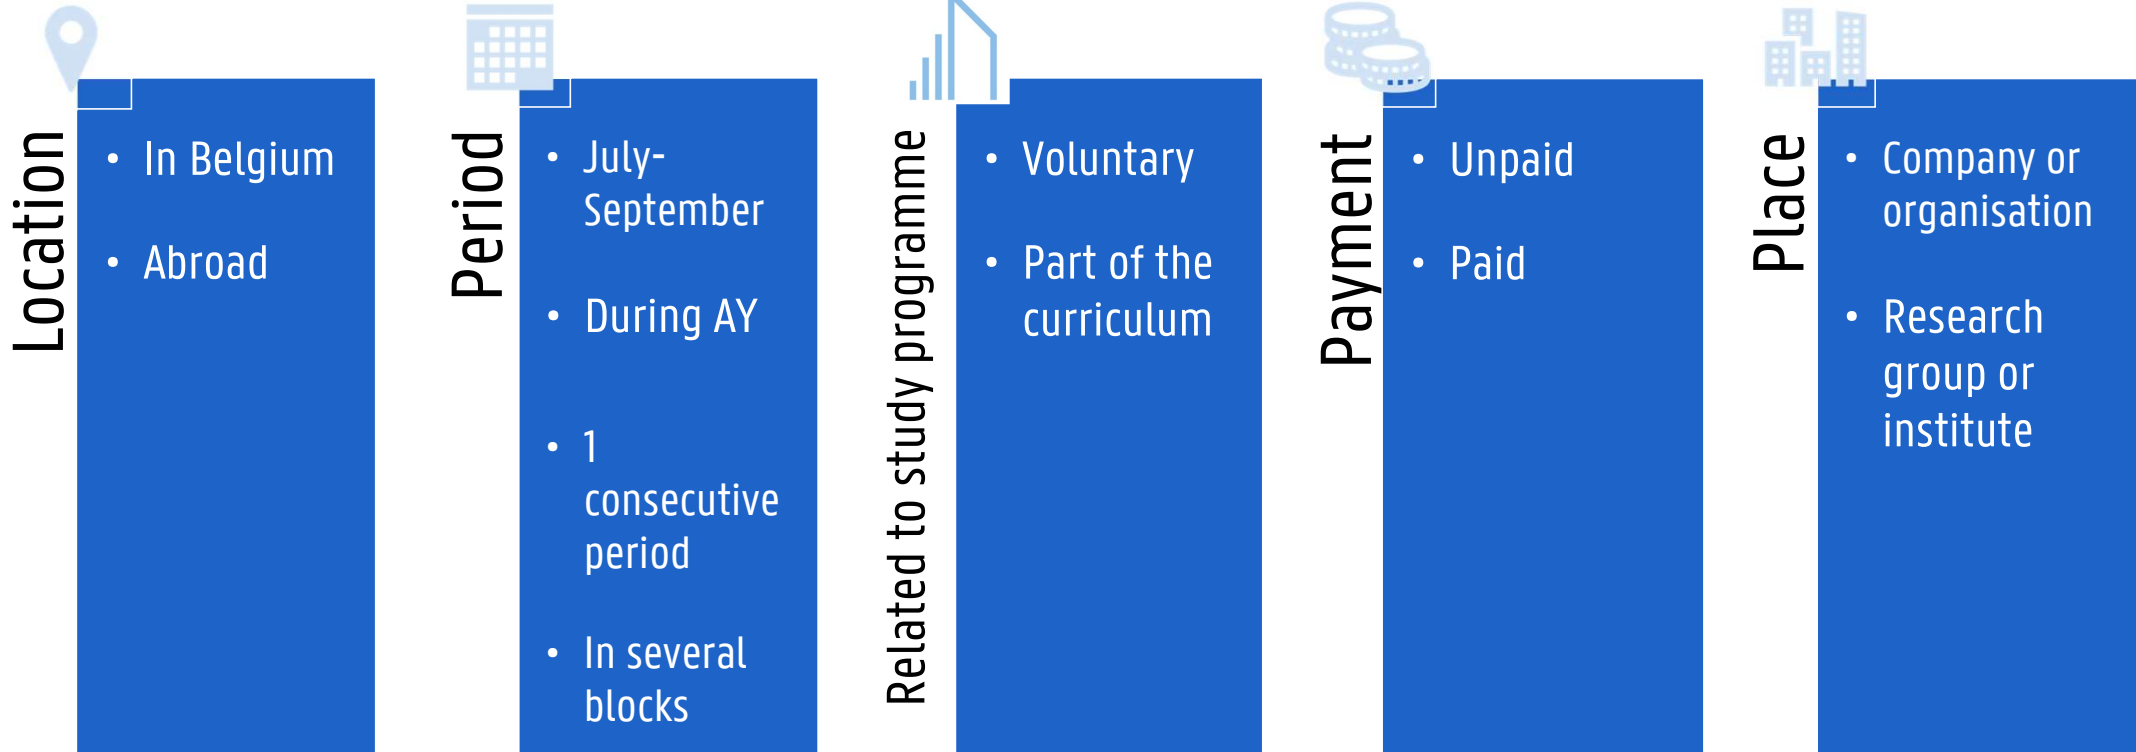 Location
• In Belgium
• Abroad
Period
• July-
September
• During AY
• 1
consecutive
period
• In several
blocks
Related to study programme
• Voluntary
• Part of the
curriculum
Payment
• Unpaid
• Paid
Place
• Company or
organisation
• Research
group or
institute